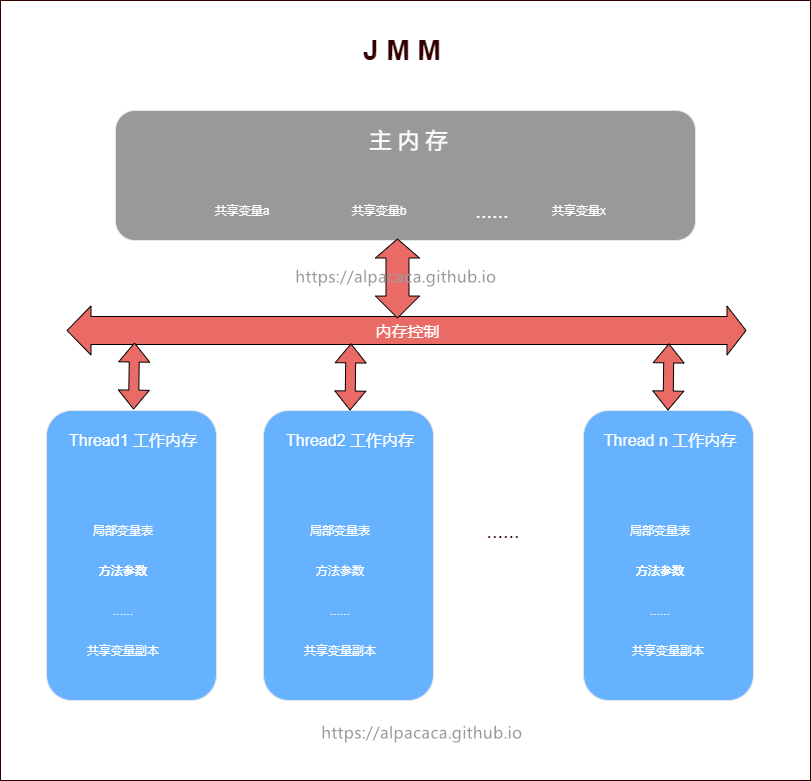 J M M
主 内 存
共享变量a 共享变量b ...... 共享变量x
https://alpacaca.github.io
内存控制
Thread1 工作内存 Thread2 工作内存 Thread n 工作内存
局部变量表 局部变量表 ...... 局部变量表
方法参数 方法参数 方法参数
...... ...... ......
共享变量副本 共享变量副本 共享变量副本
https://alpacaca.github.io